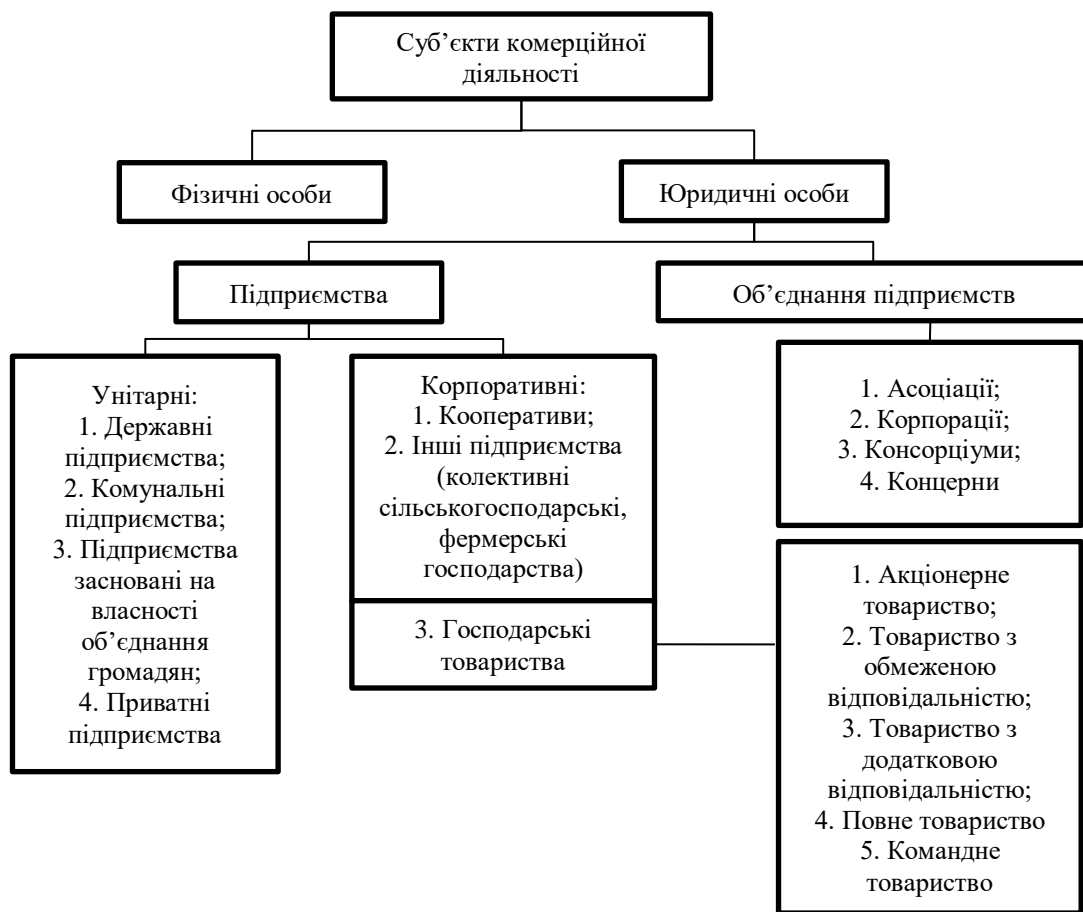 Суб’єкти комерційної
діяльності
Фізичні особи
Юридичні особи
Підприємства
Об’єднання підприємств
Унітарні:
1. Державні
підприємства;
2. Комунальні
підприємства;
3. Підприємства
засновані на
власності
об’єднання
громадян;
4. Приватні
підприємства
Корпоративні:
1. Кооперативи;
2. Інші підприємства
(колективні
сільськогосподарські,
фермерські
господарства)
3. Господарські
товариства
1. Асоціації;
2. Корпорації;
3. Консорціуми;
4. Концерни
1. Акціонерне
товариство;
2. Товариство з
обмеженою
відповідальністю;
3. Товариство з
додатковою
відповідальністю;
4. Повне товариство
5. Командне
товариство